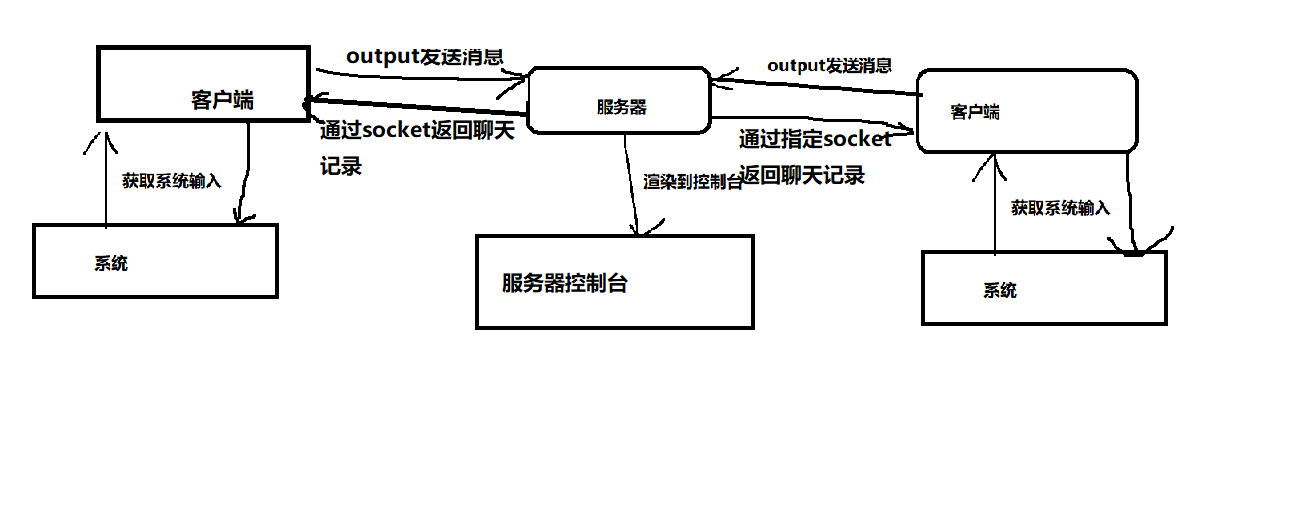 output发送消息
output发送消息
客户端
服务器
客户端
通过socket返回聊天
记录
通过指定socket
返回聊天记录
获取系统输入
渲染到控制台
获取系统输入
系统
服务器控制台
系统